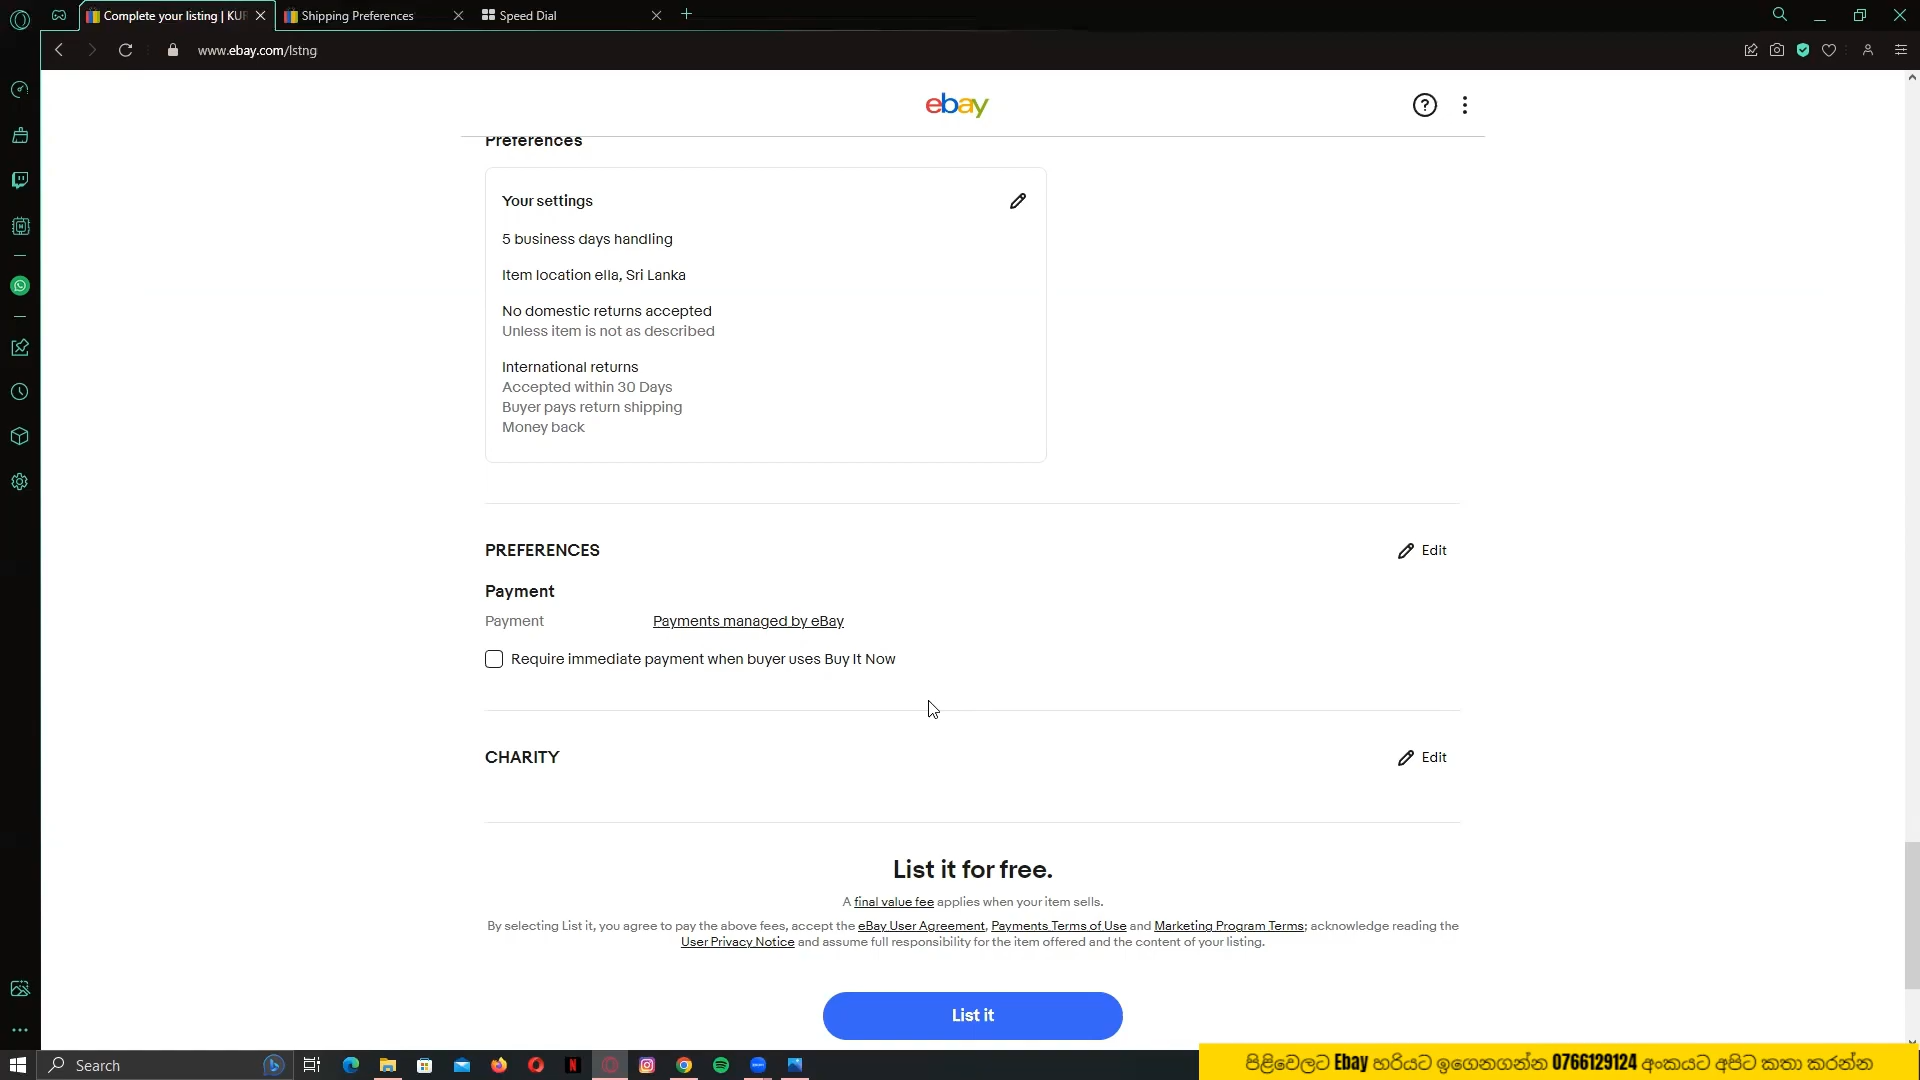 Complete your listing | KUR
Shipping Preferences
Speed Dial
www.ebay.com/lstng
ebay
Preferences
Your settings
5 business days handling
Item location ella, Sri Lanka
No domestic returns accepted
Unless item is not as described
International returns
Accepted within 30 Days
Buyer pays return shipping
Money back
PREFERENCES
Edit
Payment
Payment
Payments managed by eBay
Require immediate payment when buyer uses Buy It Now
CHARITY
Edit
List it for free.
A final value fee applies when your item sells.
By selecting List it, you agree to pay the above fees, accept the eBay User Agreement, Payments Terms of Use and Marketing Program Terms; acknowledge reading the
User Privacy Notice and assume full responsibility for the item offered and the content of your listing.
List it
Search
පිළිවෙලට Ebay හරියට ඉගෙනගන්න 0766129124 අංකයට අපිට කතා කරන්න